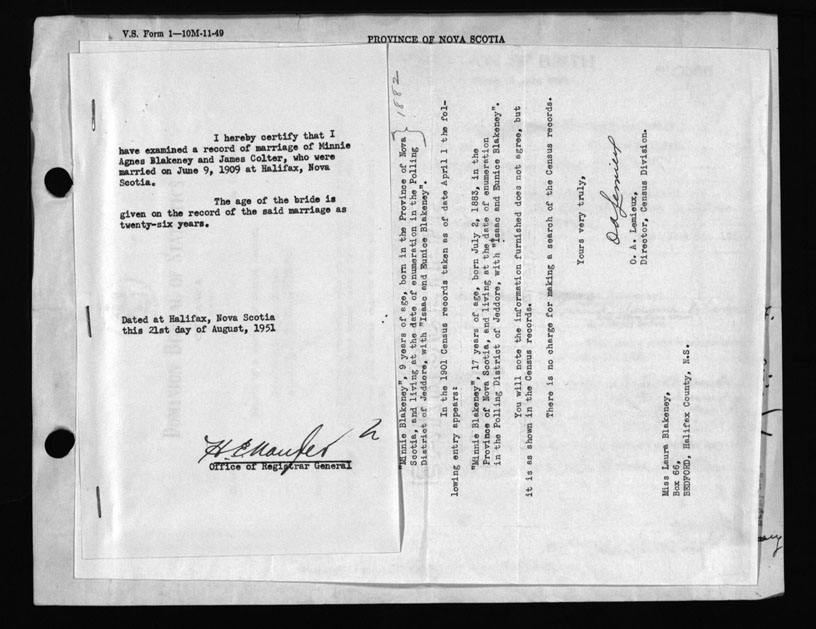 V.S. Form 1—10M-11-49
PROVINCE OF NOVA SCOTIA
I hereby certify that I
have examined a record of marriage of Minnie
Agnes Blakeney and James Colter, who were
married on June 9, 1909 at Halifax, Nova
Scotia.
The age of the bride is
given on the record of the said marriage as
twenty-six years.
Dated at Halifax, Nova Scotia
this 21st day of August, 1951
Office of Registrar General
1882
"Minnie Blakeney", 9 years of age, born in the Province of Nova
Scotia, and living at the date of enumeration in the Polling
District of Jeddore, with "Isaac and Eunice Blakeney".
In the 1901 Census records taken as of date April 1 the fol-
lowing entry appears:
"Minnie Blakeney", 17 years of age, born July 2, 1883, in the
Province of Nova Scotia, and living at the date of enumeration
in the Polling District of Jeddore, with "Isaac and Eunice Blakeney".
You will note the information furnished does not agree, but
it is as shown in the Census records.
There is no charge for making a search of the Census records.
Yours very truly,
O A Lemieux
O. A. Lemieux,
Director, Census Division.
Miss Laura Blakeney,
Box 66,
BEDFORD, Halifax County, N.S.